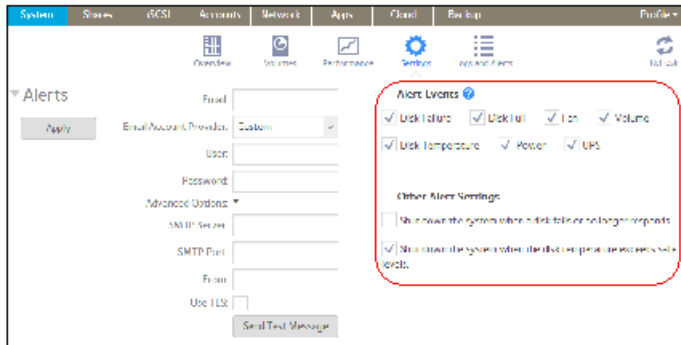 System Shares iSCSI Accounts Network Apps Cloud Backup Profile
Overview Volumes Performance Settings Logs and Alerts Refresh
Alerts
Apply
Email:
Email Account Provider: Custom
User:
Password:
Advanced Options:
SMTP Server:
SMTP Port:
From:
Use TLS:
Send Test Message
Alert Events
Disk Failure Disk Full Fan Volume
Disk Temperature Power UPS
Other Alert Settings
Shut down the system when a disk fails or no longer responds.
Shut down the system when the disk temperature exceeds safe
levels.